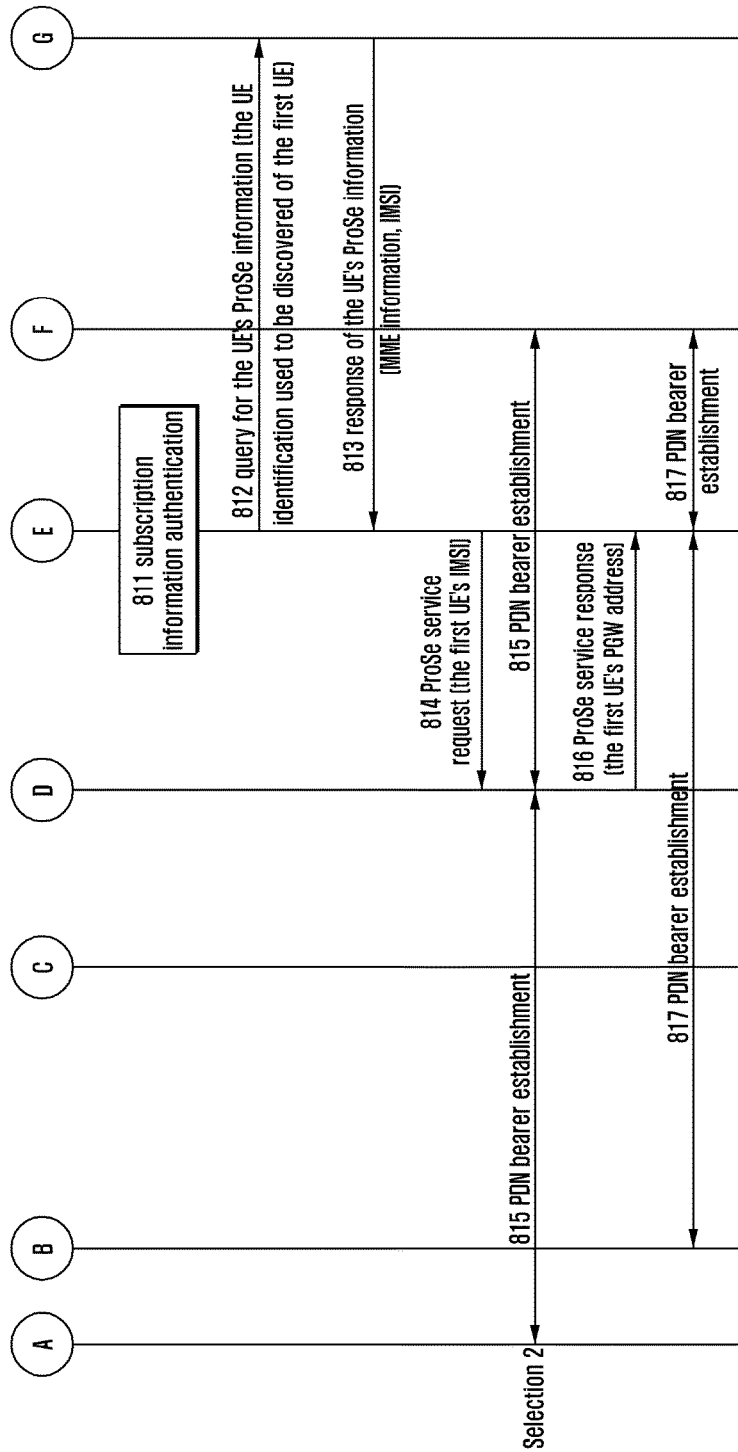 A
B
C
D
E
F
G
811 subscription
information authentication
812 query for the UE's ProSe information (the UE
identification used to be discovered of the first UE)
813 response of the UE's ProSe information
(MME information, IMSI)
814 ProSe service
request (the first UE's IMSI)
Selection 2
815 PDN bearer establishment
815 PDN bearer establishment
816 ProSe service response
(the first UE's PGW address)
817 PDN bearer establishment
817 PDN bearer
establishment